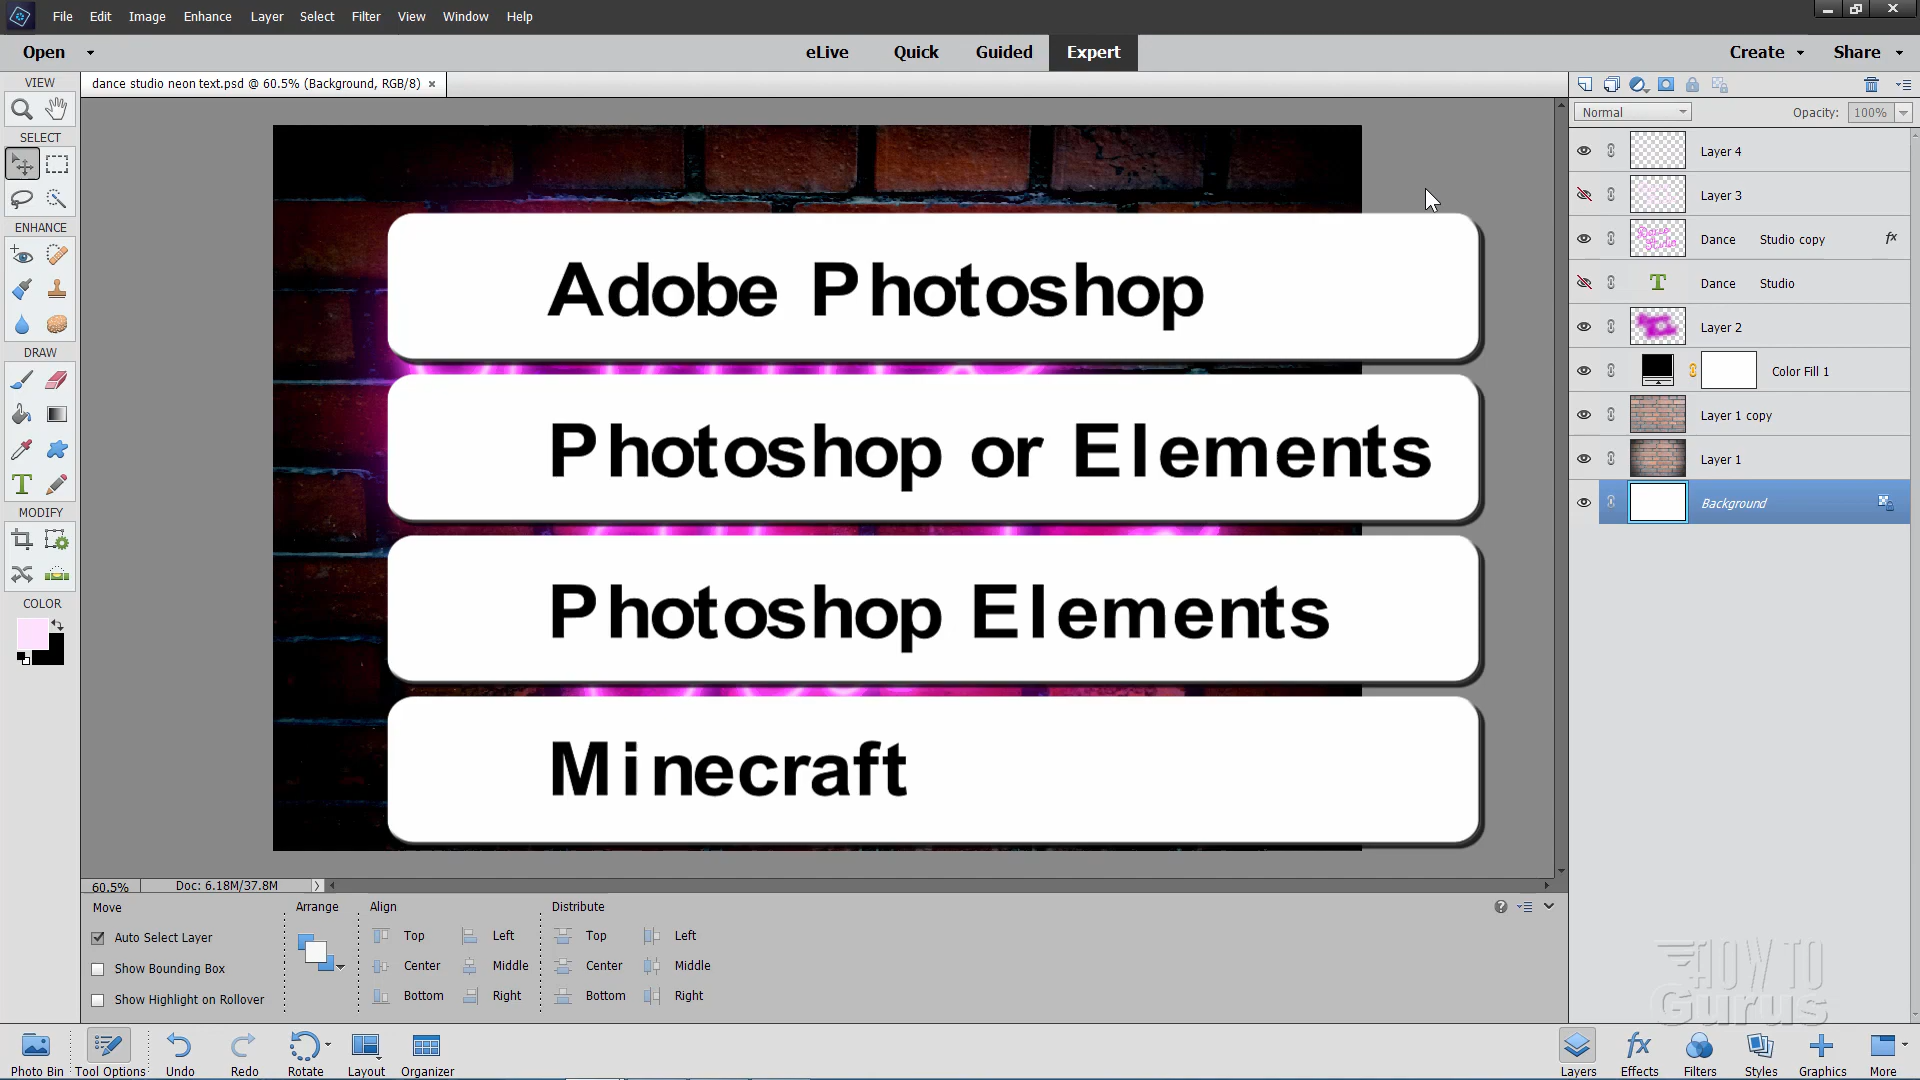 File Edit Image Enhance Layer Select Filter View Window Help
Open eLive Quick Guided Expert Create Share
VIEW dance studio neon text.psd @ 60.5% (Background, RGB/8) ×
Normal Opacity: 100%
SELECT
Layer 4
Layer 3
ENHANCE
Dance Studio copy fx
Dance Studio
Layer 2
DRAW
Color Fill 1
Layer 1 copy
Layer 1
Background
MODIFY
COLOR
Adobe Photoshop
Photoshop or Elements
Photoshop Elements
Minecraft
60.5% Doc: 6.18M/37.8M
Move Arrange Align Distribute
Auto Select Layer Top Left Top Left
Show Bounding Box Center Middle Center Middle
Show Highlight on Rollover Bottom Right Bottom Right
HOW TO
Gurus
Photo Bin Tool Options Undo Redo Rotate Layout Organizer Layers Effects Filters Styles Graphics More